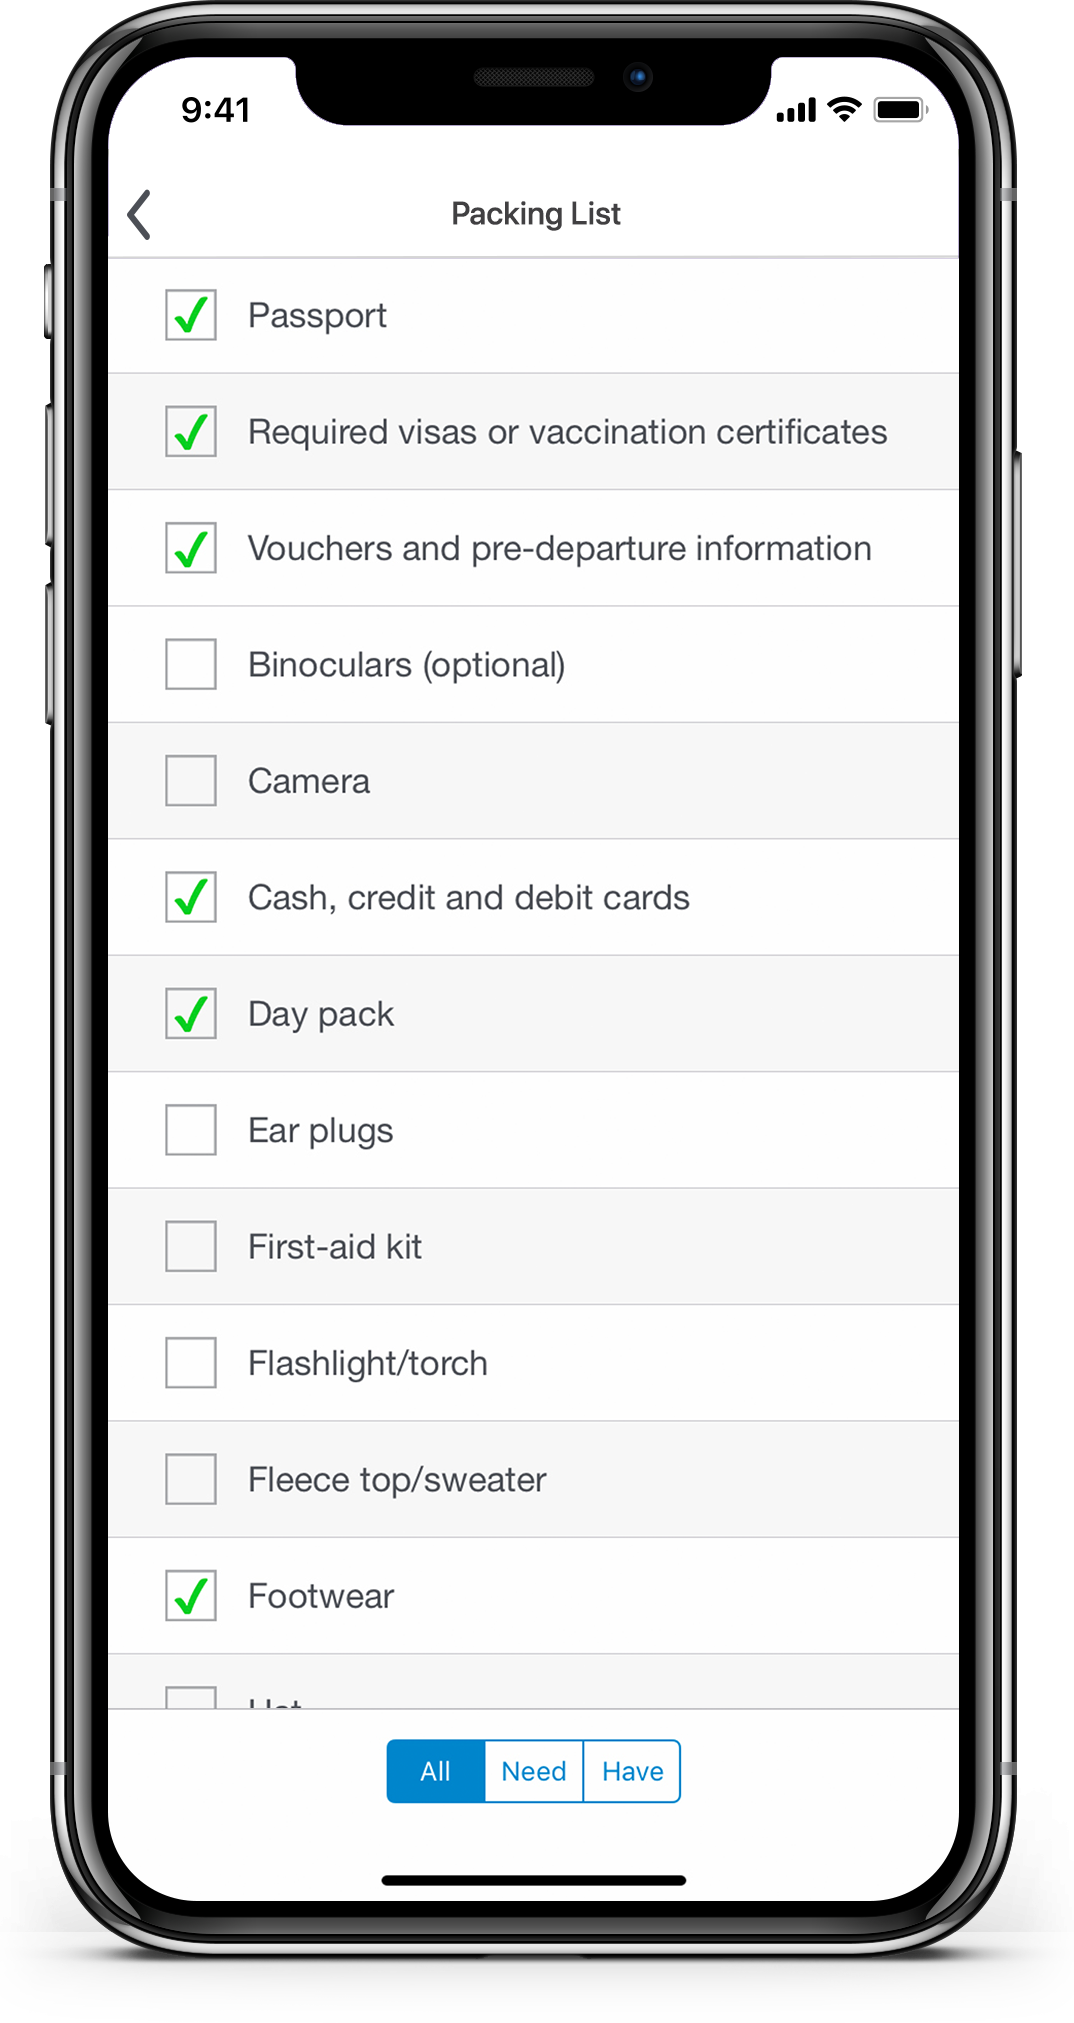 9:41
Packing List
Passport
Required visas or vaccination certificates
Vouchers and pre-departure information
Binoculars (optional)
Camera
Cash, credit and debit cards
Day pack
Ear plugs
First-aid kit
Flashlight/torch
Fleece top/sweater
Footwear
Hat
All Need Have